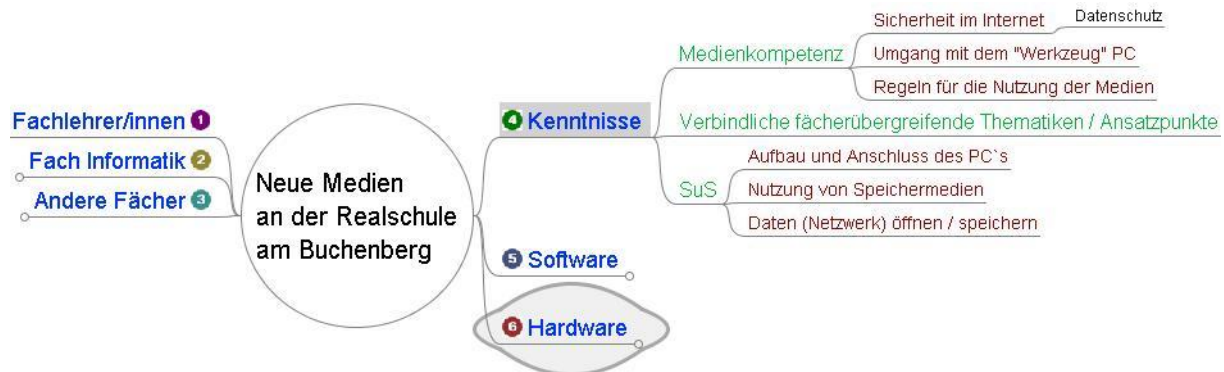 Fachlehrer/innen 1
Fach Informatik 2
Andere Fächer 3
Neue Medien
an der Realschule
am Buchenberg
4 Kenntnisse
Medienkompetenz
Sicherheit im Internet
Datenschutz
Umgang mit dem "Werkzeug" PC
Regeln für die Nutzung der Medien
Verbindliche fächerübergreifende Thematiken / Ansatzpunkte
SuS
Aufbau und Anschluss des PC`s
Nutzung von Speichermedien
Daten (Netzwerk) öffnen / speichern
5 Software
6 Hardware